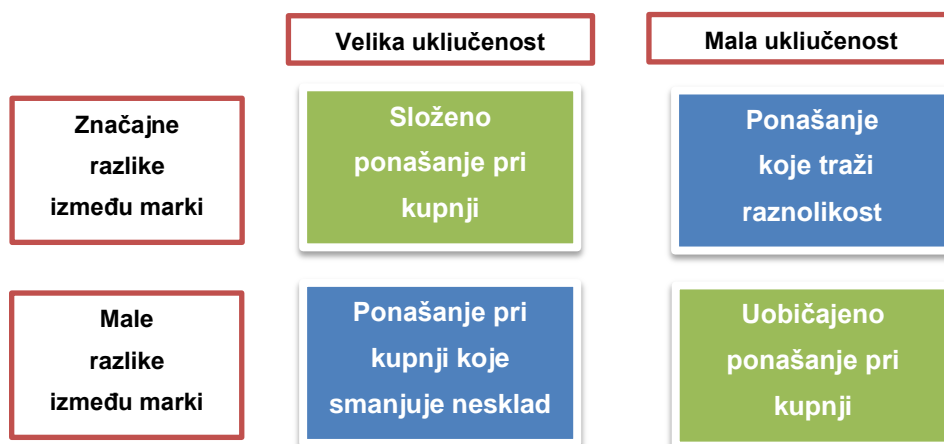 Velika uključenost
Mala uključenost
Značajne
razlike
između marki
Složeno
ponašanje pri
kupnji
Ponašanje
koje traži
raznolikost
Male
razlike
između marki
Ponašanje pri
kupnji koje
smanjuje nesklad
Uobičajeno
ponašanje pri
kupnji